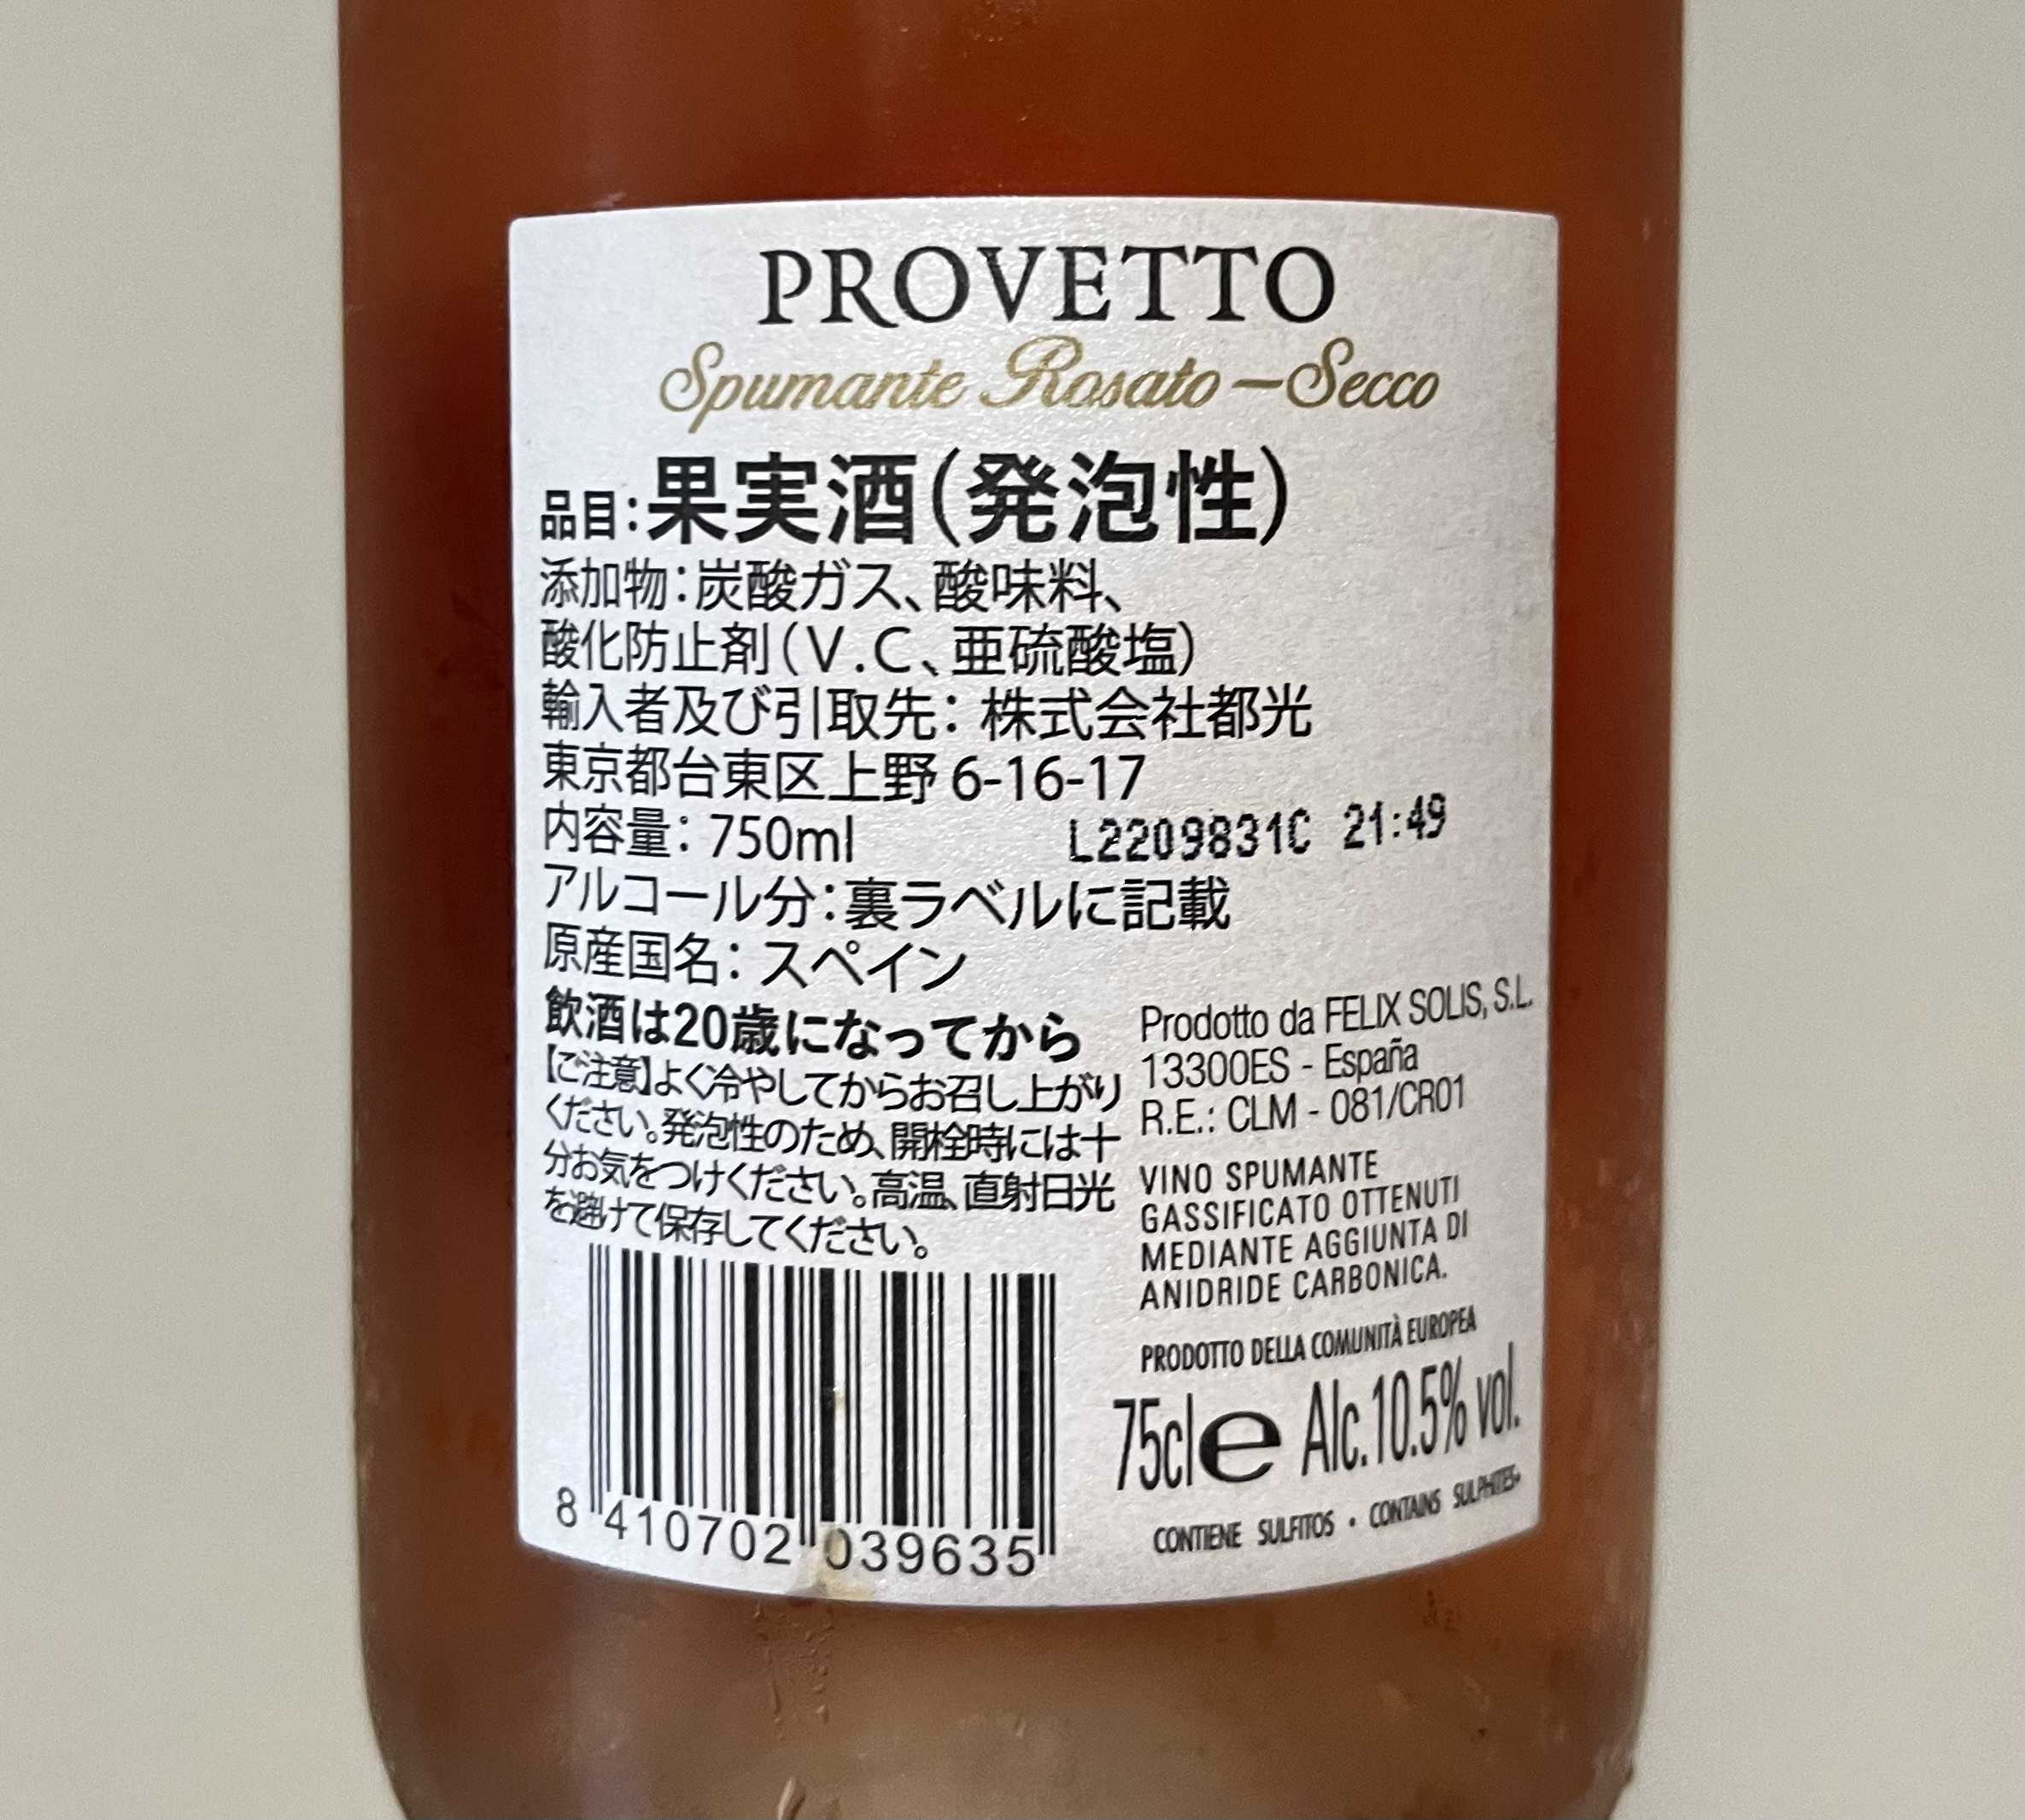 PROVETTO
Spumante Rosato – Secco
品目:果実酒(発泡性)
添加物:炭酸ガス、酸味料、
酸化防止剤(V.C、亜硫酸塩)
輸入者及び引取先:株式会社都光
東京都台東区上野 6-16-17
内容量:750ml
L2209831C 21:49
アルコール分:裏ラベルに記載
原産国名:スペイン
飲酒は20歳になってから
【ご注意】よく冷やしてからお召し上がり
ください。発泡性のため、開栓時には十
分お気をつけください。高温、直射日光
を避けて保存してください。
8 410702 039635
Prodotto da FELIX SOLIS, S.L.
13300ES - España
R.E.: CLM - 081/CR01
VINO SPUMANTE
GASSIFICATO OTTENUTI
MEDIANTE AGGIUNTA DI
ANIDRIDE CARBONICA.
PRODOTTO DELLA COMUNITÀ EUROPEA
75cl e Alc.10.5% vol.
CONTIENE SULFITOS • CONTAINS SULPHITES•